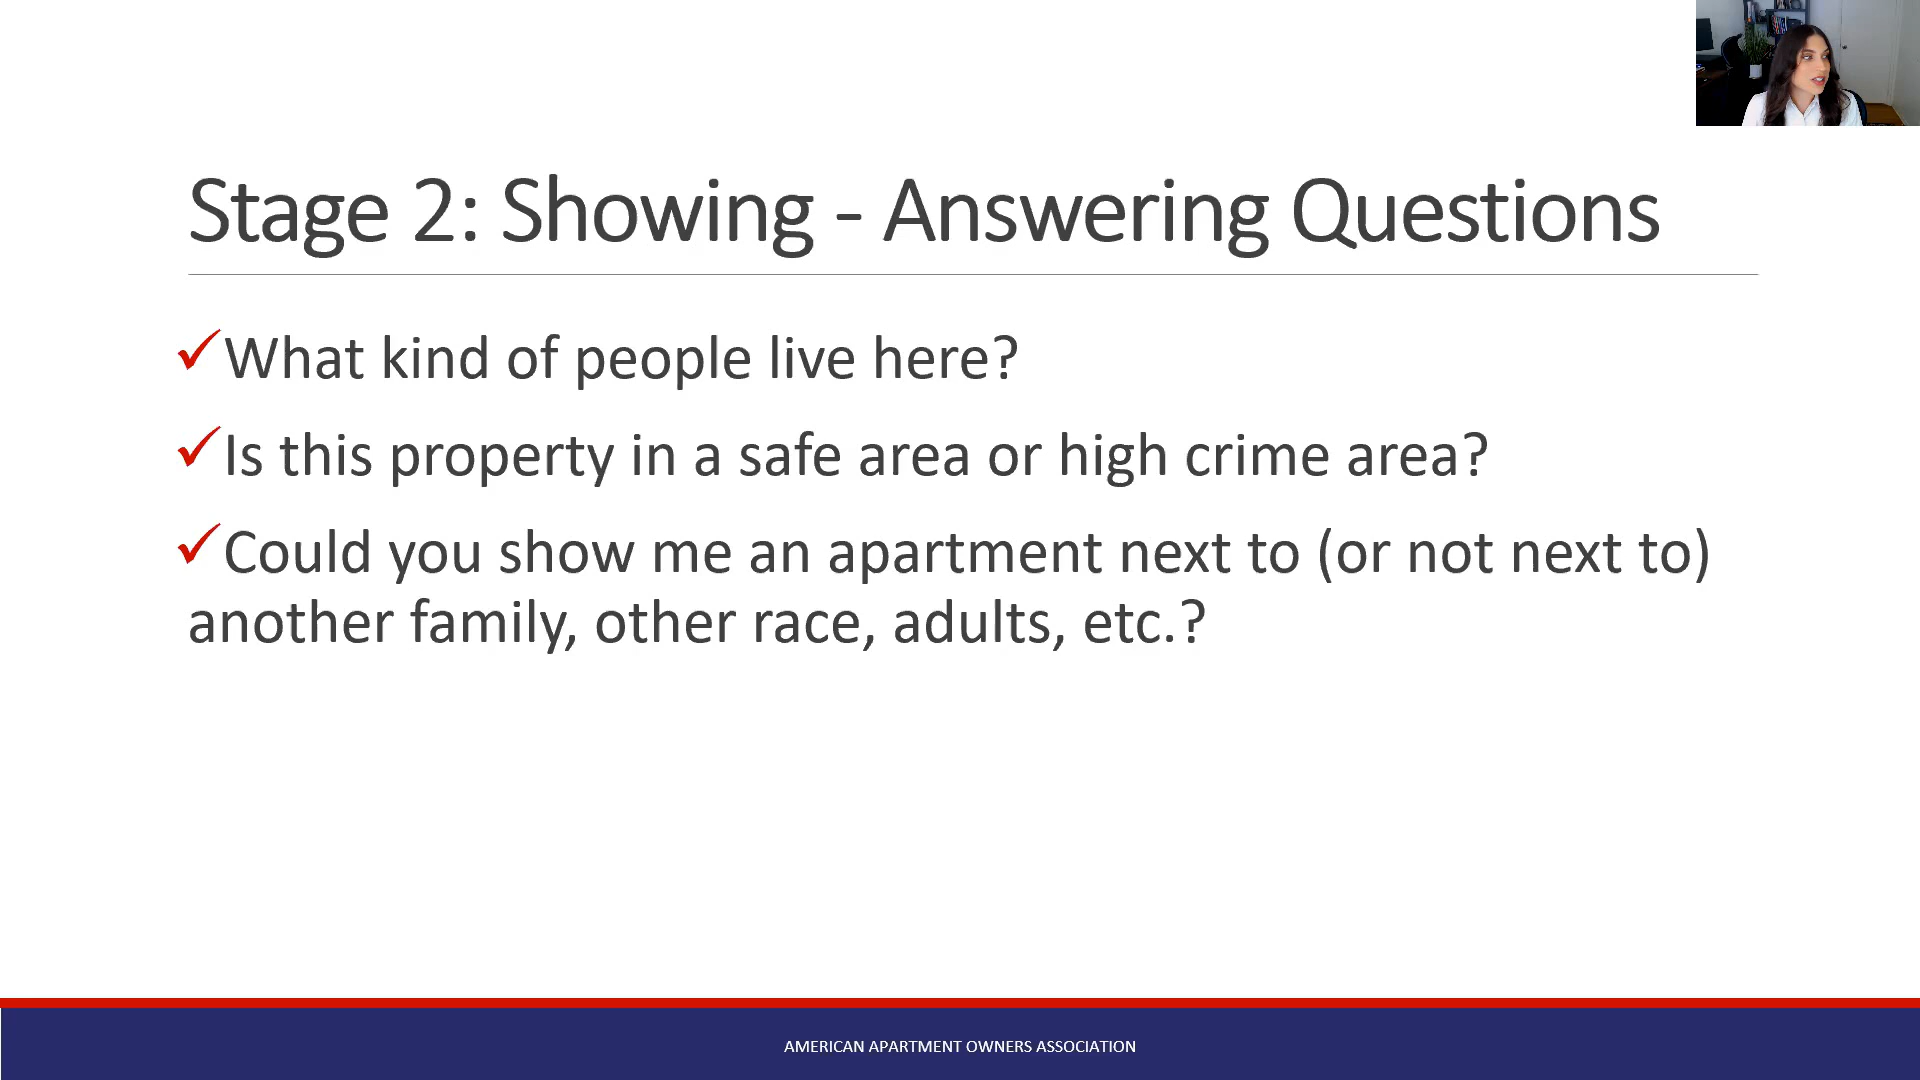 Stage 2: Showing - Answering Questions
What kind of people live here?
Is this property in a safe area or high crime area?
Could you show me an apartment next to (or not next to)
another family, other race, adults, etc.?
AMERICAN APARTMENT OWNERS ASSOCIATION